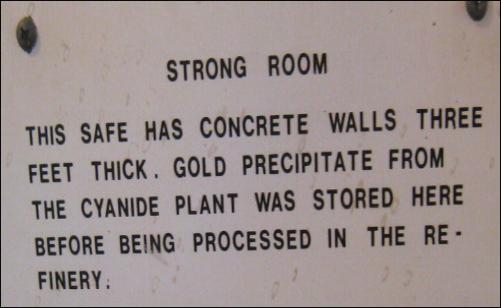 STRONG ROOM
THIS SAFE HAS CONCRETE WALLS THREE
FEET THICK. GOLD PRECIPITATE FROM
THE CYANIDE PLANT WAS STORED HERE
BEFORE BEING PROCESSED IN THE RE-
FINERY.